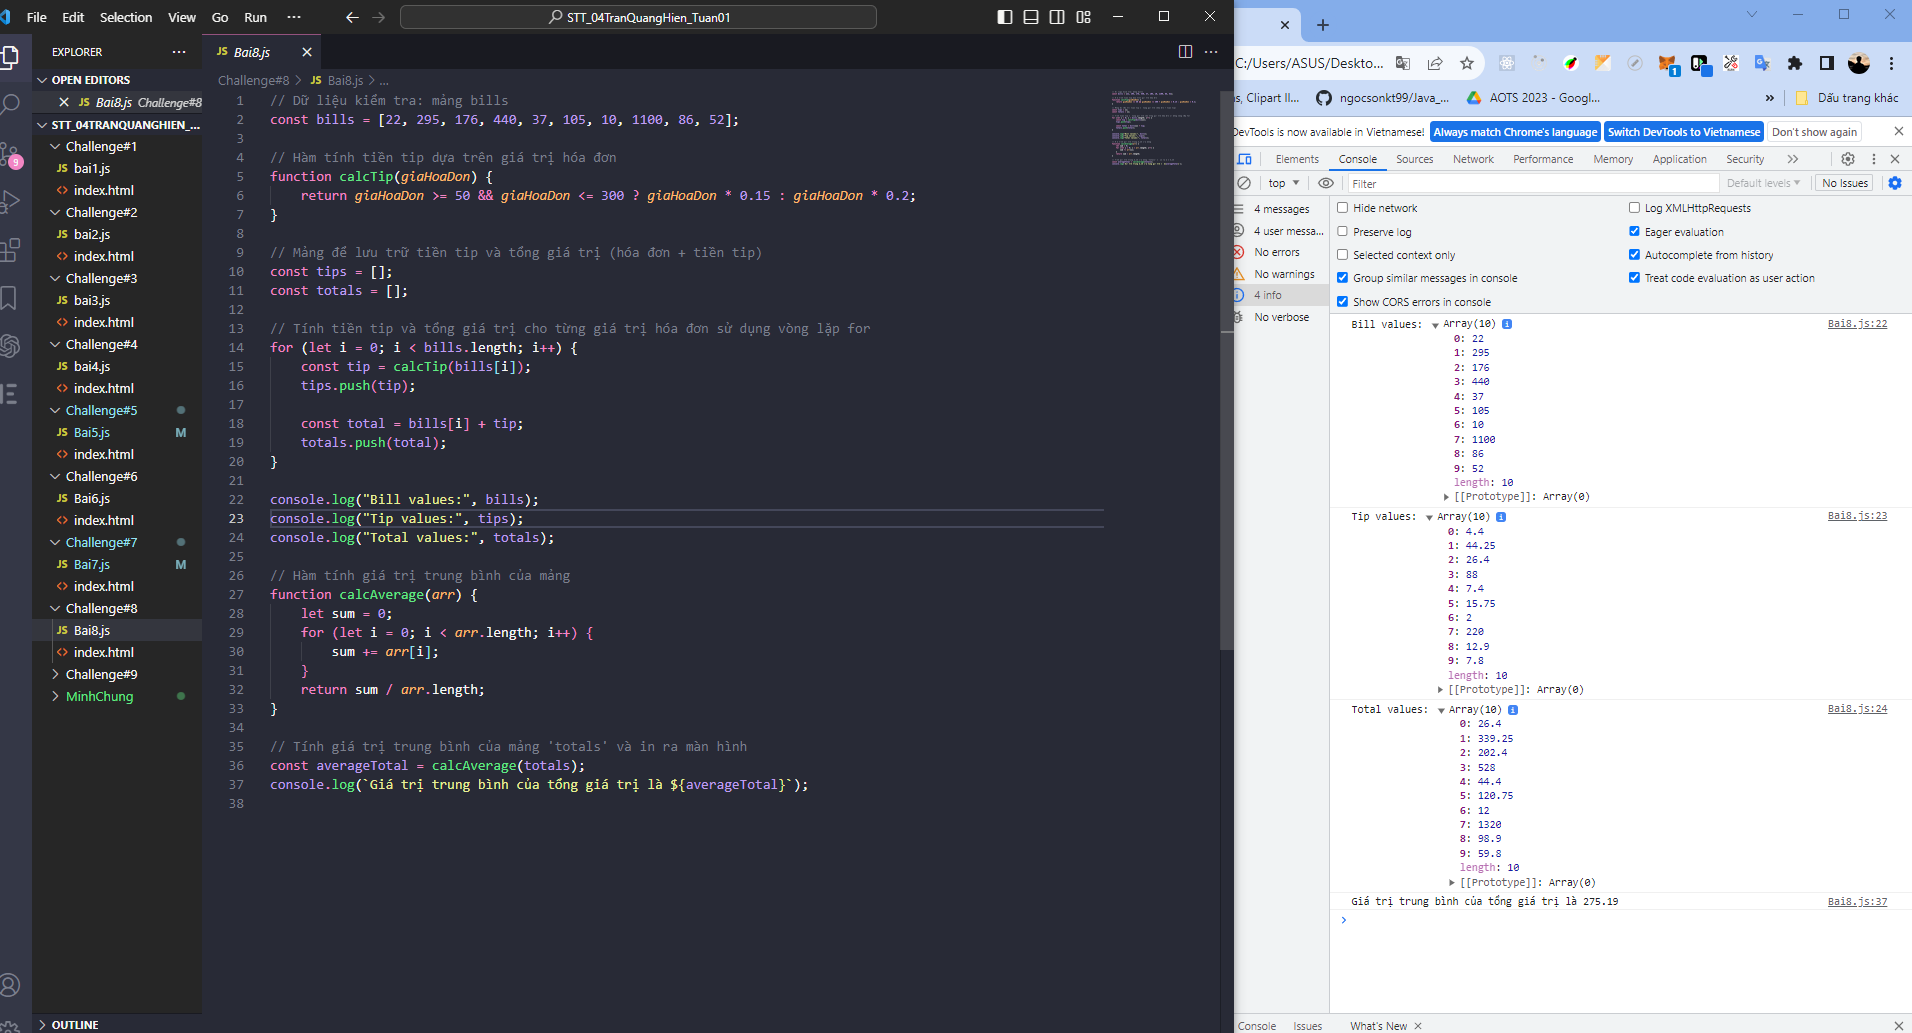 File Edit Selection View Go Run ···
STT_04TranQuangHien_Tuan01
EXPLORER ···
OPEN EDITORS
JS Bai8.js Challenge#8
STT_04TRANQUANGHIEN_...
Challenge#1
JS bai1.js
<> index.html
Challenge#2
JS bai2.js
<> index.html
Challenge#3
JS bai3.js
<> index.html
Challenge#4
JS bai4.js
<> index.html
Challenge#5
JS Bai5.js M
<> index.html
Challenge#6
JS Bai6.js
<> index.html
Challenge#7
JS Bai7.js M
<> index.html
Challenge#8
JS Bai8.js
<> index.html
Challenge#9
MinhChung
OUTLINE
9
JS Bai8.js
Challenge#8 > JS Bai8.js > ...
1 // Dữ liệu kiểm tra: mảng bills
2 const bills = [22, 295, 176, 440, 37, 105, 10, 1100, 86, 52];
3
4 // Hàm tính tiền tip dựa trên giá trị hóa đơn
5 function calcTip(giaHoaDon) {
6 return giaHoaDon >= 50 && giaHoaDon <= 300 ? giaHoaDon * 0.15 : giaHoaDon * 0.2;
7 }
8
9 // Mảng để lưu trữ tiền tip và tổng giá trị (hóa đơn + tiền tip)
10 const tips = [];
11 const totals = [];
12
13 // Tính tiền tip và tổng giá trị cho từng giá trị hóa đơn sử dụng vòng lặp for
14 for (let i = 0; i < bills.length; i++) {
15 const tip = calcTip(bills[i]);
16 tips.push(tip);
17
18 const total = bills[i] + tip;
19 totals.push(total);
20 }
21
22 console.log("Bill values:", bills);
23 console.log("Tip values:", tips);
24 console.log("Total values:", totals);
25
26 // Hàm tính giá trị trung bình của mảng
27 function calcAverage(arr) {
28 let sum = 0;
29 for (let i = 0; i < arr.length; i++) {
30 sum += arr[i];
31 }
32 return sum / arr.length;
33 }
34
35 // Tính giá trị trung bình của mảng 'totals' và in ra màn hình
36 const averageTotal = calcAverage(totals);
37 console.log(`Giá trị trung bình của tổng giá trị là ${averageTotal}`);
38
C:/Users/ASUS/Deskto...
1
as, Clipart Il... ngocsonkt99/Java_... AOTS 2023 - Googl... » Dấu trang khác
DevTools is now available in Vietnamese! Always match Chrome's language Switch DevTools to Vietnamese Don't show again
Elements Console Sources Network Performance Memory Application Security
top Filter Default levels No Issues
4 messages
4 user messa...
No errors
No warnings
4 info
No verbose
Hide network Log XMLHttpRequests
Preserve log Eager evaluation
Selected context only Autocomplete from history
Group similar messages in console Treat code evaluation as user action
Show CORS errors in console
Bill values: Array(10) Bai8.js:22
0: 22
1: 295
2: 176
3: 440
4: 37
5: 105
6: 10
7: 1100
8: 86
9: 52
length: 10
[[Prototype]]: Array(0)
Tip values: Array(10) Bai8.js:23
0: 4.4
1: 44.25
2: 26.4
3: 88
4: 7.4
5: 15.75
6: 2
7: 220
8: 12.9
9: 7.8
length: 10
[[Prototype]]: Array(0)
Total values: Array(10) Bai8.js:24
0: 26.4
1: 339.25
2: 202.4
3: 528
4: 44.4
5: 120.75
6: 12
7: 1320
8: 98.9
9: 59.8
length: 10
[[Prototype]]: Array(0)
Giá trị trung bình của tổng giá trị là 275.19 Bai8.js:37
Console Issues What's New